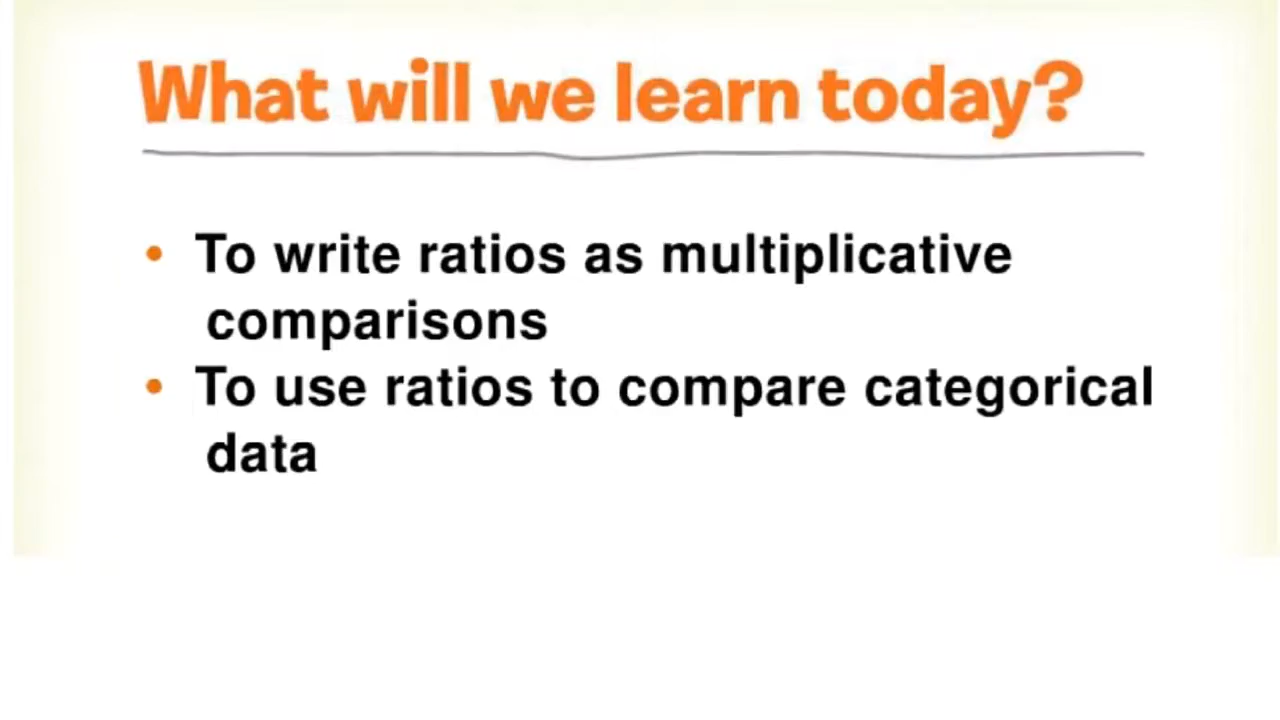 What will we learn today?
• To write ratios as multiplicative
comparisons
• To use ratios to compare categorical
data